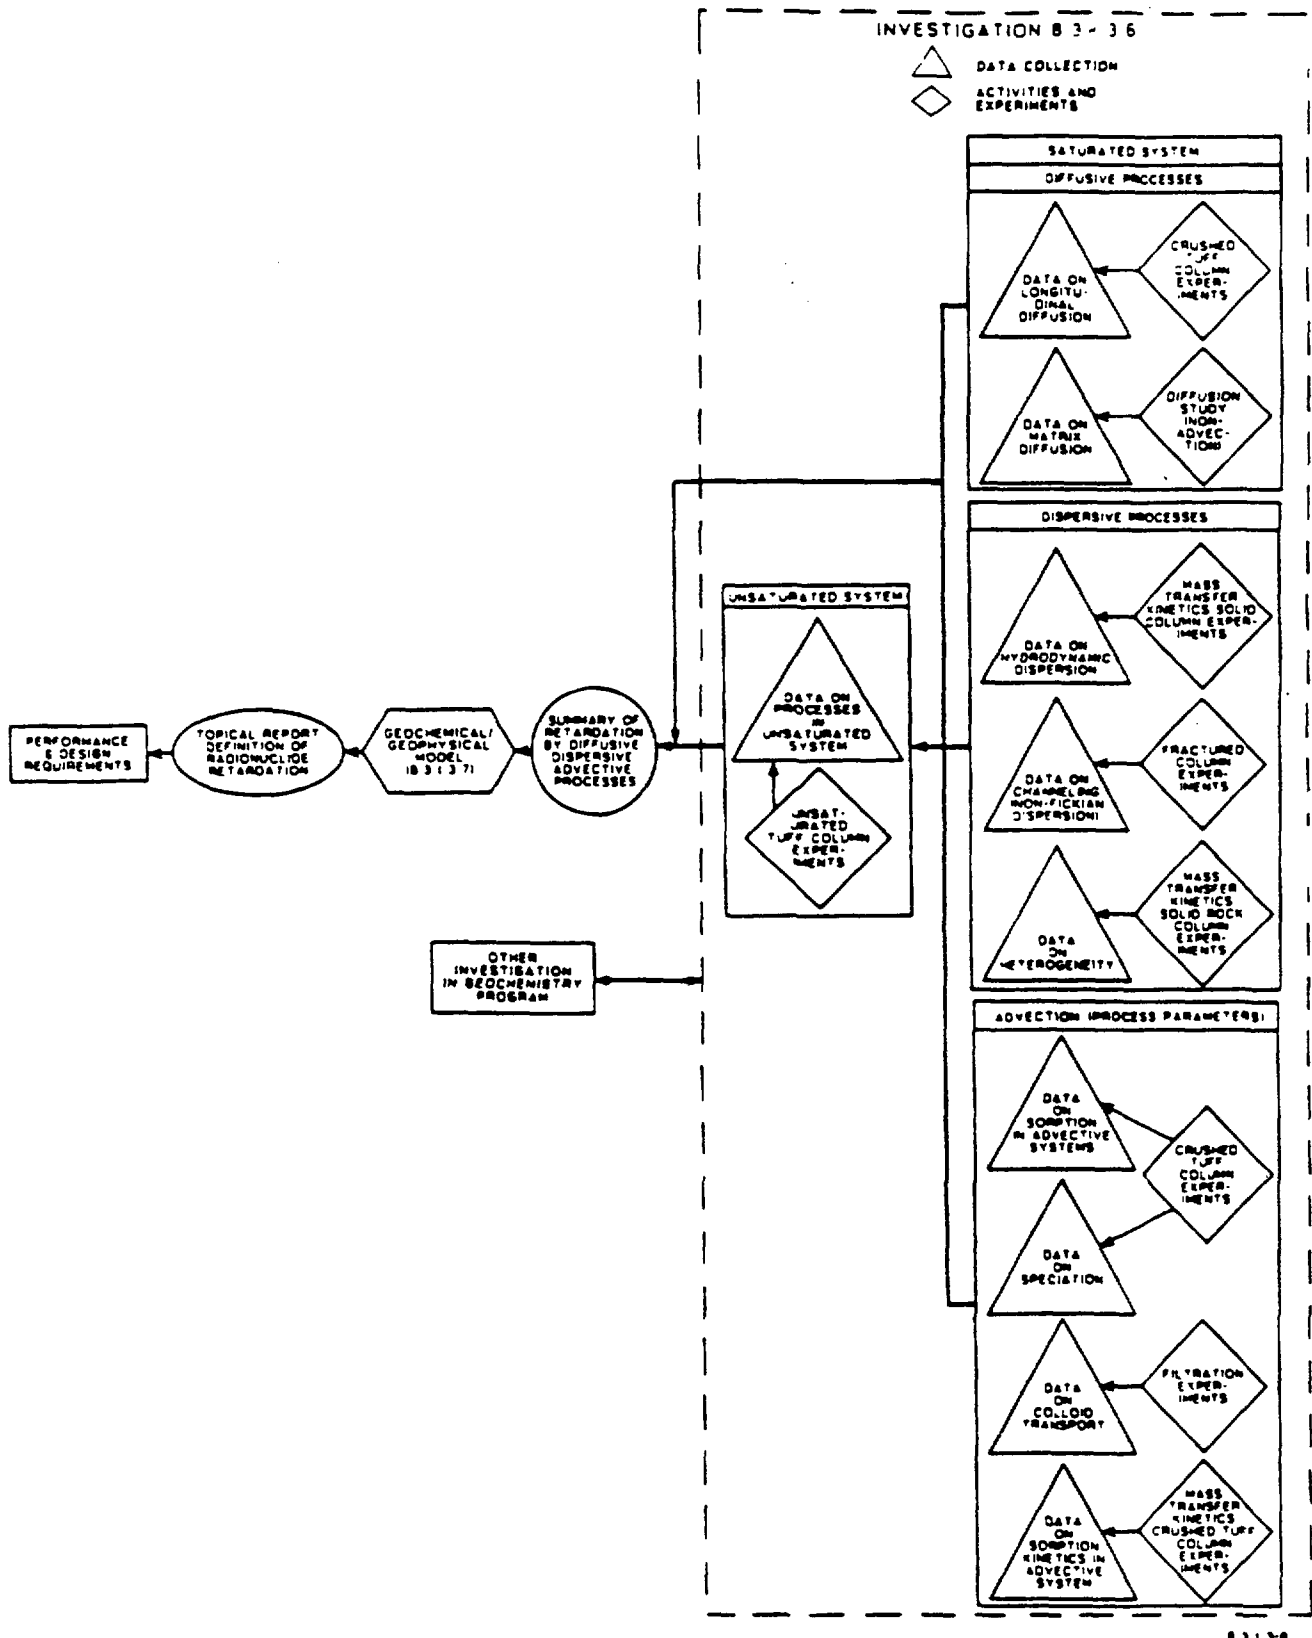 INVESTIGATION 8 3 - 3 6
DATA COLLECTION
ACTIVITIES AND
EXPERIMENTS
SATURATED SYSTEM
DIFFUSIVE PROCESSES
DATA ON
LONGITU-
DINAL
DIFFUSION
CRUSHED
TUFF
COLUMN
EXPER-
IMENTS
DATA ON
MATRIX
DIFFUSION
DIFFUSION
STUDY
(NON-
ADVEC-
TION)
DISPERSIVE PROCESSES
DATA ON
HYDRODYNAMIC
DISPERSION
MASS
TRANSFER
KINETICS SOLID
COLUMN EXPER-
IMENTS
DATA ON
CHANNELING
(NON-FICKIAN
DISPERSION)
FRACTURED
COLUMN
EXPER-
IMENTS
DATA
ON
HETEROGENEITY
MASS
TRANSFER
KINETICS
SOLID ROCK
COLUMN
EXPER-
IMENTS
ADVECTION (PROCESS PARAMETERS)
DATA
ON
SORPTION
IN ADVECTIVE
SYSTEMS
CRUSHED
TUFF
COLUMN
EXPER-
IMENTS
DATA
ON
SPECIATION
DATA
ON
COLLOID
TRANSPORT
FILTRATION
EXPER-
IMENTS
DATA
ON
SORPTION
KINETICS IN
ADVECTIVE
SYSTEM
MASS
TRANSFER
KINETICS
CRUSHED TUFF
COLUMN
EXPER-
IMENTS
UNSATURATED SYSTEM
DATA ON
PROCESSES
IN
UNSATURATED
SYSTEM
UNSAT-
URATED
TUFF COLUMN
EXPER-
IMENTS
SUMMARY OF
RETARDATION
BY DIFFUSIVE
DISPERSIVE
ADVECTIVE
PROCESSES
GEOCHEMICAL/
GEOPHYSICAL
MODEL
(8 3 1 3 7)
TOPICAL REPORT
DEFINITION OF
RADIONUCLIDE
RETARDATION
PERFORMANCE
& DESIGN
REQUIREMENTS
OTHER
INVESTIGATION
IN GEOCHEMISTRY
PROGRAM